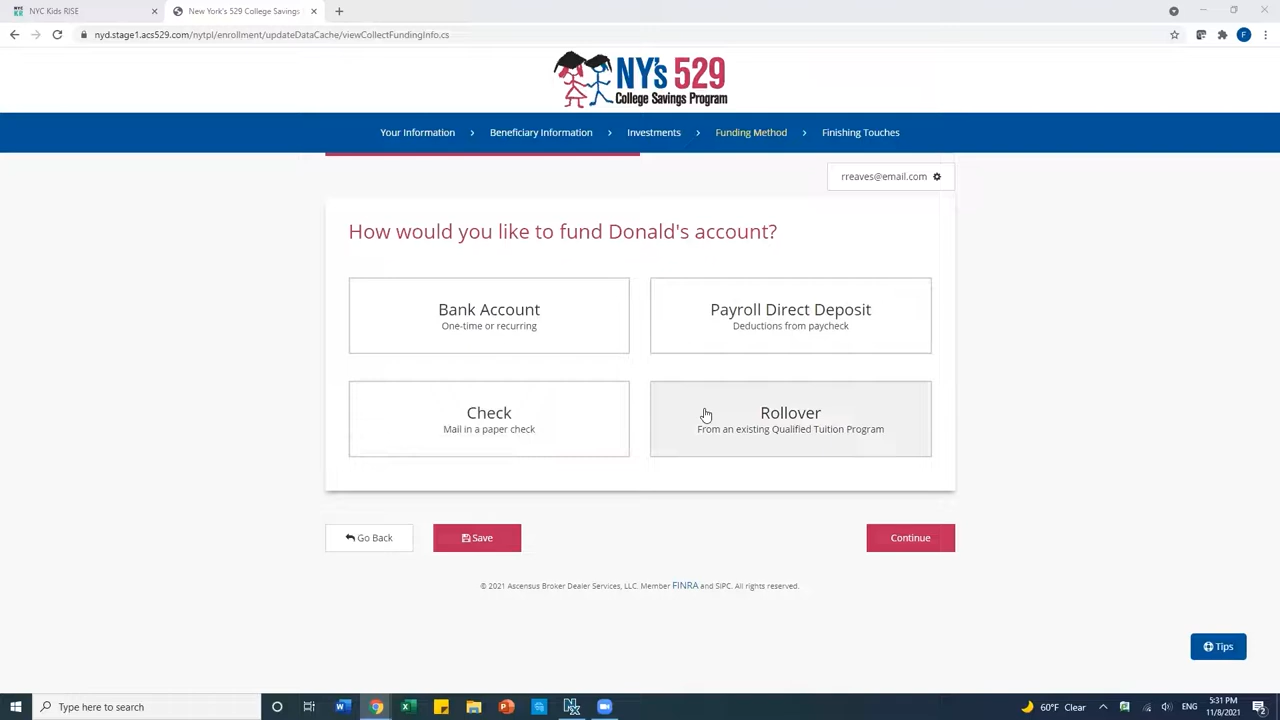 NYC Kids RISE
New York's 529 College Savings
nyd.stage1.acs529.com/nytpl/enrollment/updateDataCache/viewCollectFundingInfo.cs
F
NY's 529
College Savings Program
Your Information
Beneficiary Information
Investments
Funding Method
Finishing Touches
rreaves@email.com
How would you like to fund Donald's account?
Bank Account
One-time or recurring
Payroll Direct Deposit
Deductions from paycheck
Check
Mail in a paper check
Rollover
From an existing Qualified Tuition Program
Go Back
Save
Continue
© 2021 Ascensus Broker Dealer Services, LLC. Member FINRA and SIPC. All rights reserved.
Tips
Type here to search
60°F Clear
ENG
5:31 PM
11/8/2021
2